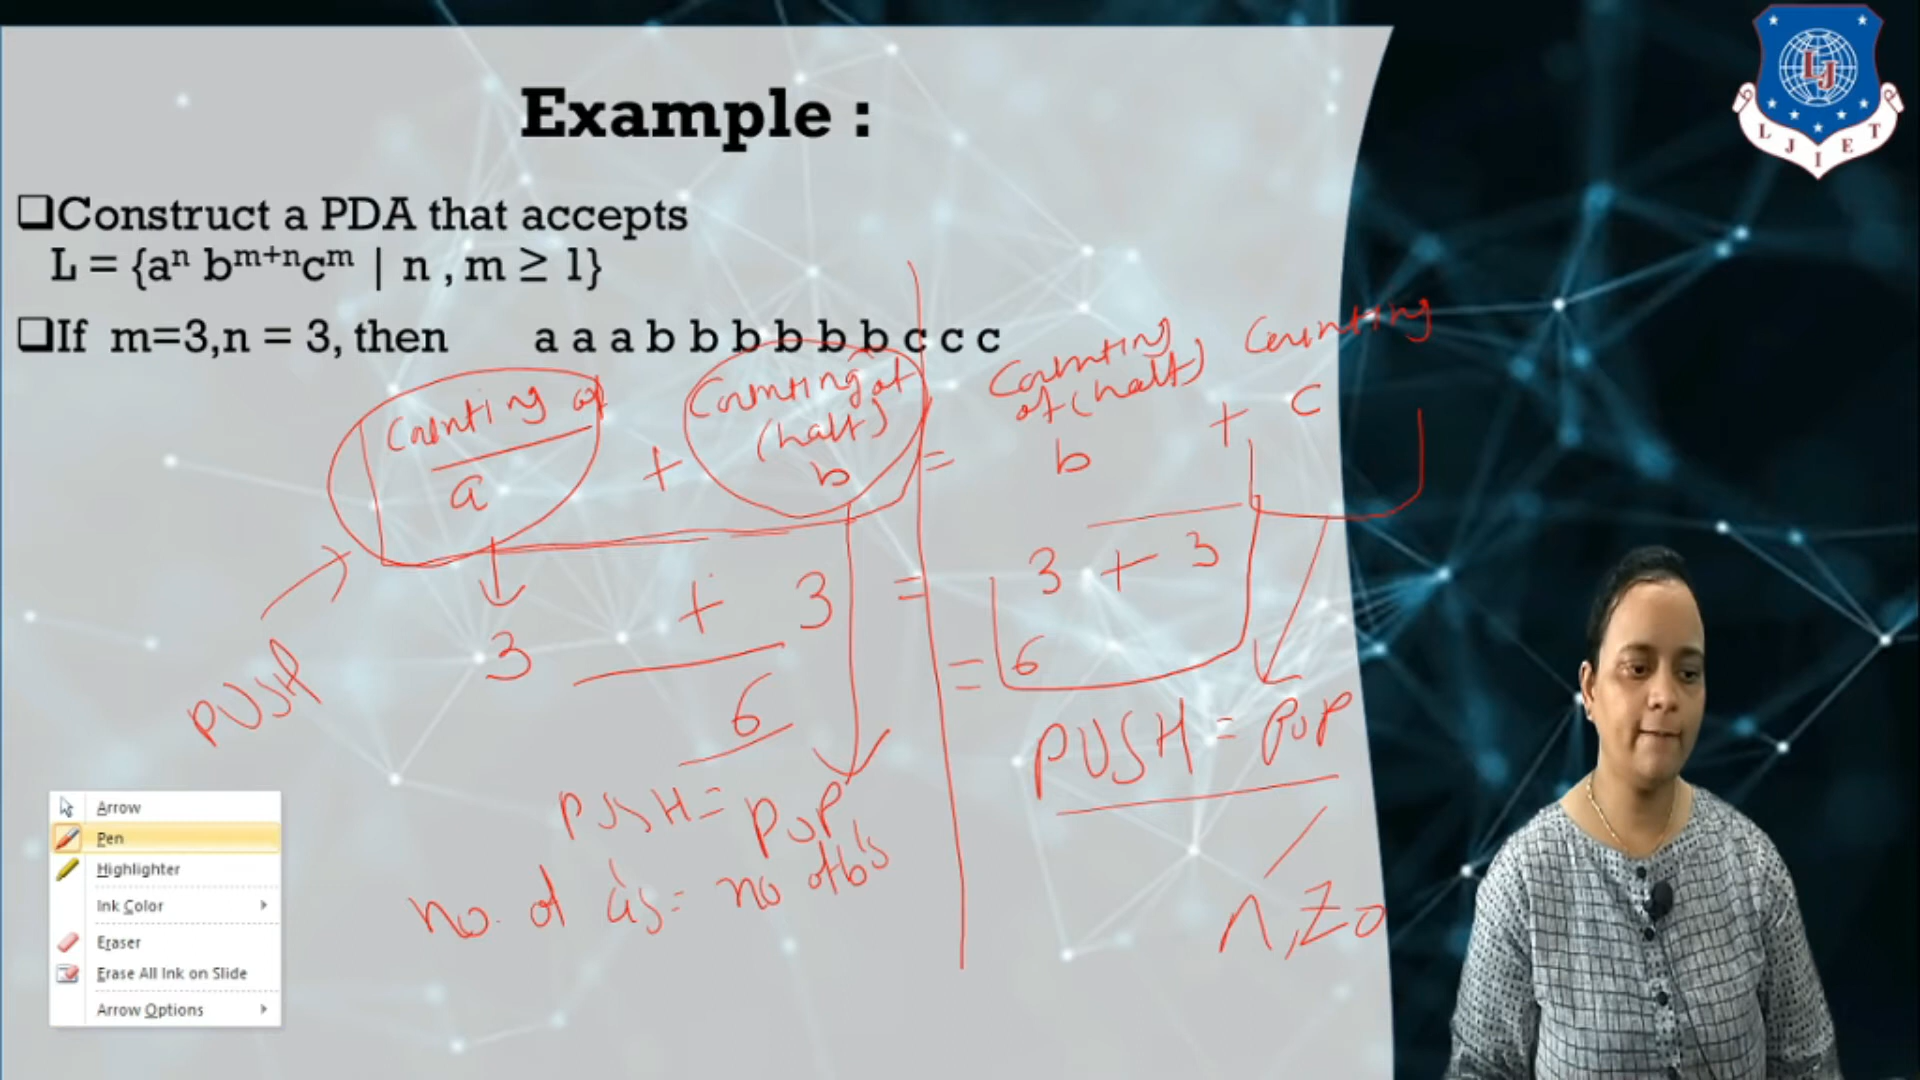 Example :
❑Construct a PDA that accepts
L = {aⁿ bᵐ⁺ⁿcᵐ | n , m ≥ 1}
❑If m=3,n = 3, then a a a b b b b b b c c c
Counting of a + Counting of (half) b = Counting of (half) b + Counting c
3 + 3 = 3 + 3
6 = 6
PUSH
PUSH = POP
PUSH = POP
no. of a's = no of b's
∧, Z0
Arrow
Pen
Highlighter
Ink Color
Eraser
Erase All Ink on Slide
Arrow Options
LJ
L J I E T